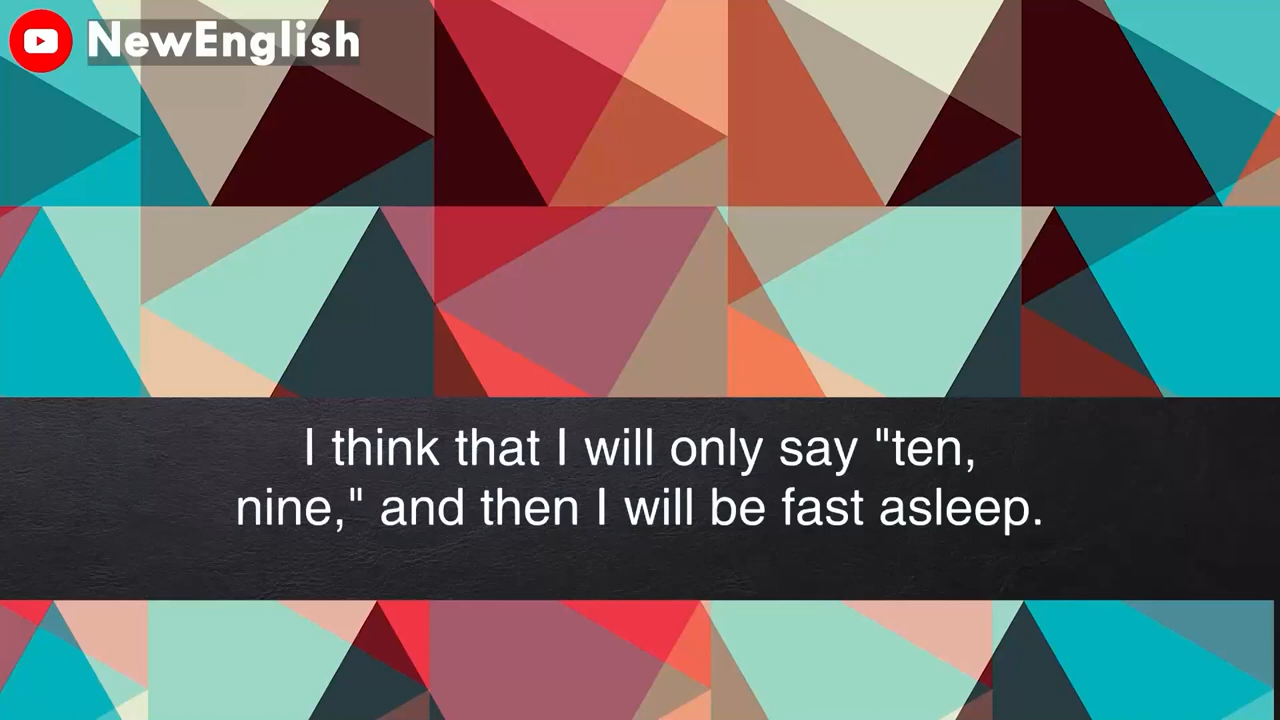 NewEnglish
I think that I will only say "ten,
nine," and then I will be fast asleep.